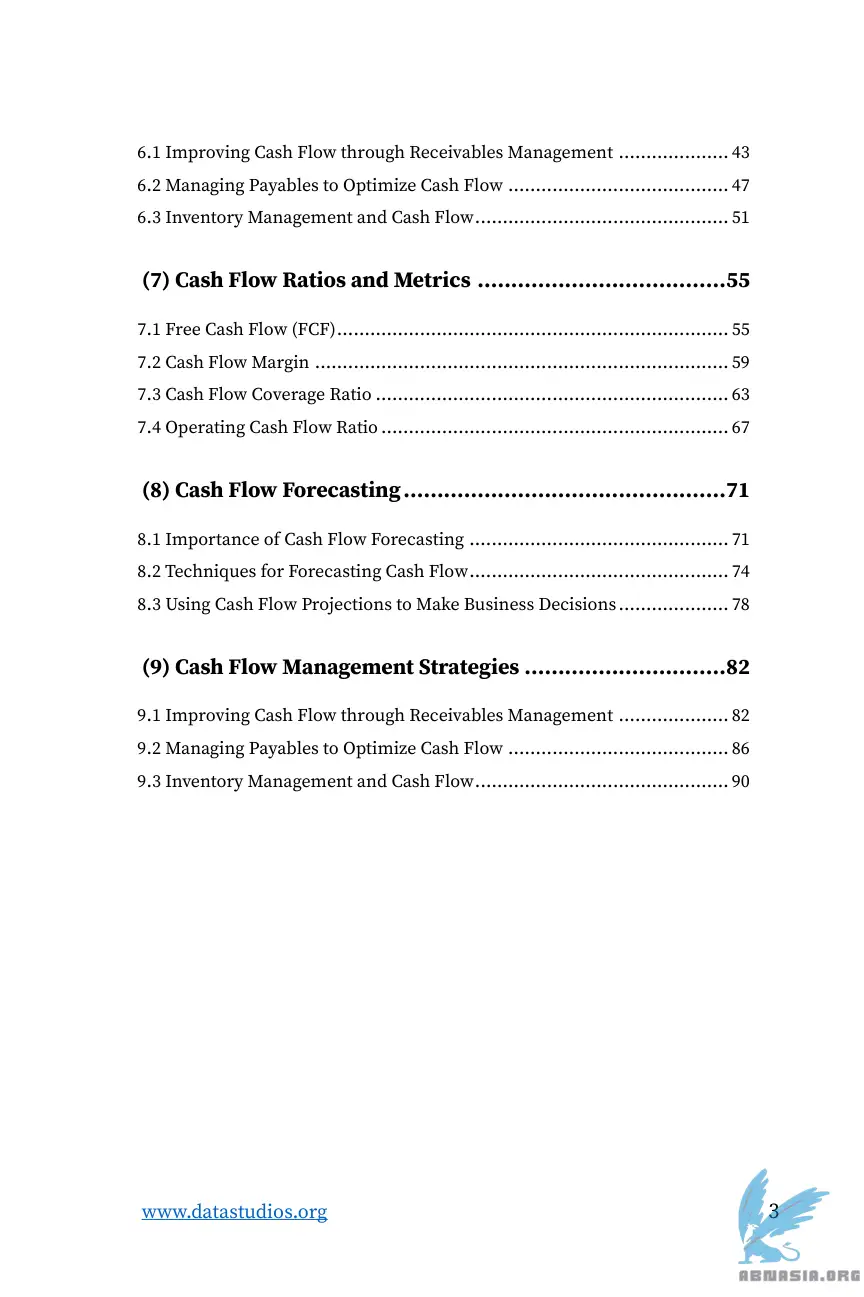 6.1 Improving Cash Flow through Receivables Management .................... 43
6.2 Managing Payables to Optimize Cash Flow ........................................ 47
6.3 Inventory Management and Cash Flow.............................................. 51
(7) Cash Flow Ratios and Metrics .....................................55
7.1 Free Cash Flow (FCF)....................................................................... 55
7.2 Cash Flow Margin ........................................................................... 59
7.3 Cash Flow Coverage Ratio ................................................................ 63
7.4 Operating Cash Flow Ratio ............................................................... 67
(8) Cash Flow Forecasting................................................71
8.1 Importance of Cash Flow Forecasting ............................................... 71
8.2 Techniques for Forecasting Cash Flow............................................... 74
8.3 Using Cash Flow Projections to Make Business Decisions.................... 78
(9) Cash Flow Management Strategies ..............................82
9.1 Improving Cash Flow through Receivables Management .................... 82
9.2 Managing Payables to Optimize Cash Flow ........................................ 86
9.3 Inventory Management and Cash Flow.............................................. 90
www.datastudios.org 3
ABNASIA.ORG